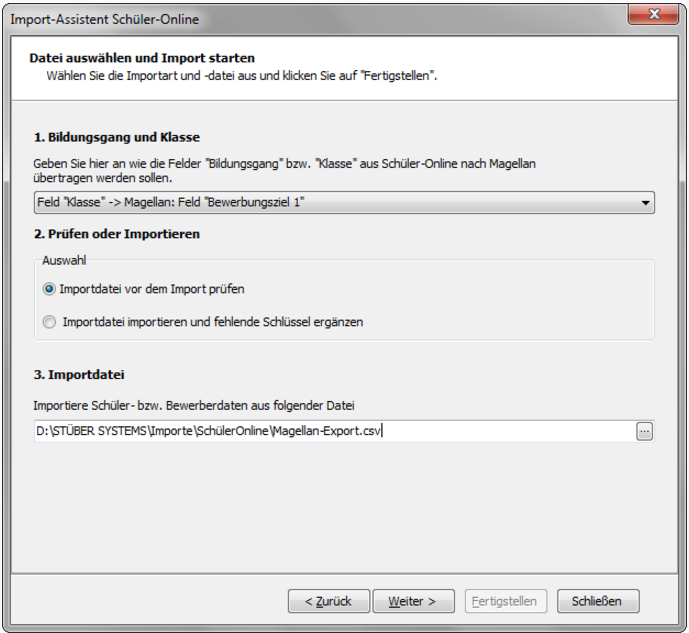 Import-Assistent Schüler-Online
Datei auswählen und Import starten
Wählen Sie die Importart und -datei aus und klicken Sie auf "Fertigstellen".
1. Bildungsgang und Klasse
Geben Sie hier an wie die Felder "Bildungsgang" bzw. "Klasse" aus Schüler-Online nach Magellan
übertragen werden sollen.
Feld "Klasse" -> Magellan: Feld "Bewerbungsziel 1"
2. Prüfen oder Importieren
Auswahl
Importdatei vor dem Import prüfen
Importdatei importieren und fehlende Schlüssel ergänzen
3. Importdatei
Importiere Schüler- bzw. Bewerberdaten aus folgender Datei
D:\STÜBER SYSTEMS\Importe\SchülerOnline\Magellan-Export.csv
...
< Zurück Weiter > Fertigstellen Schließen